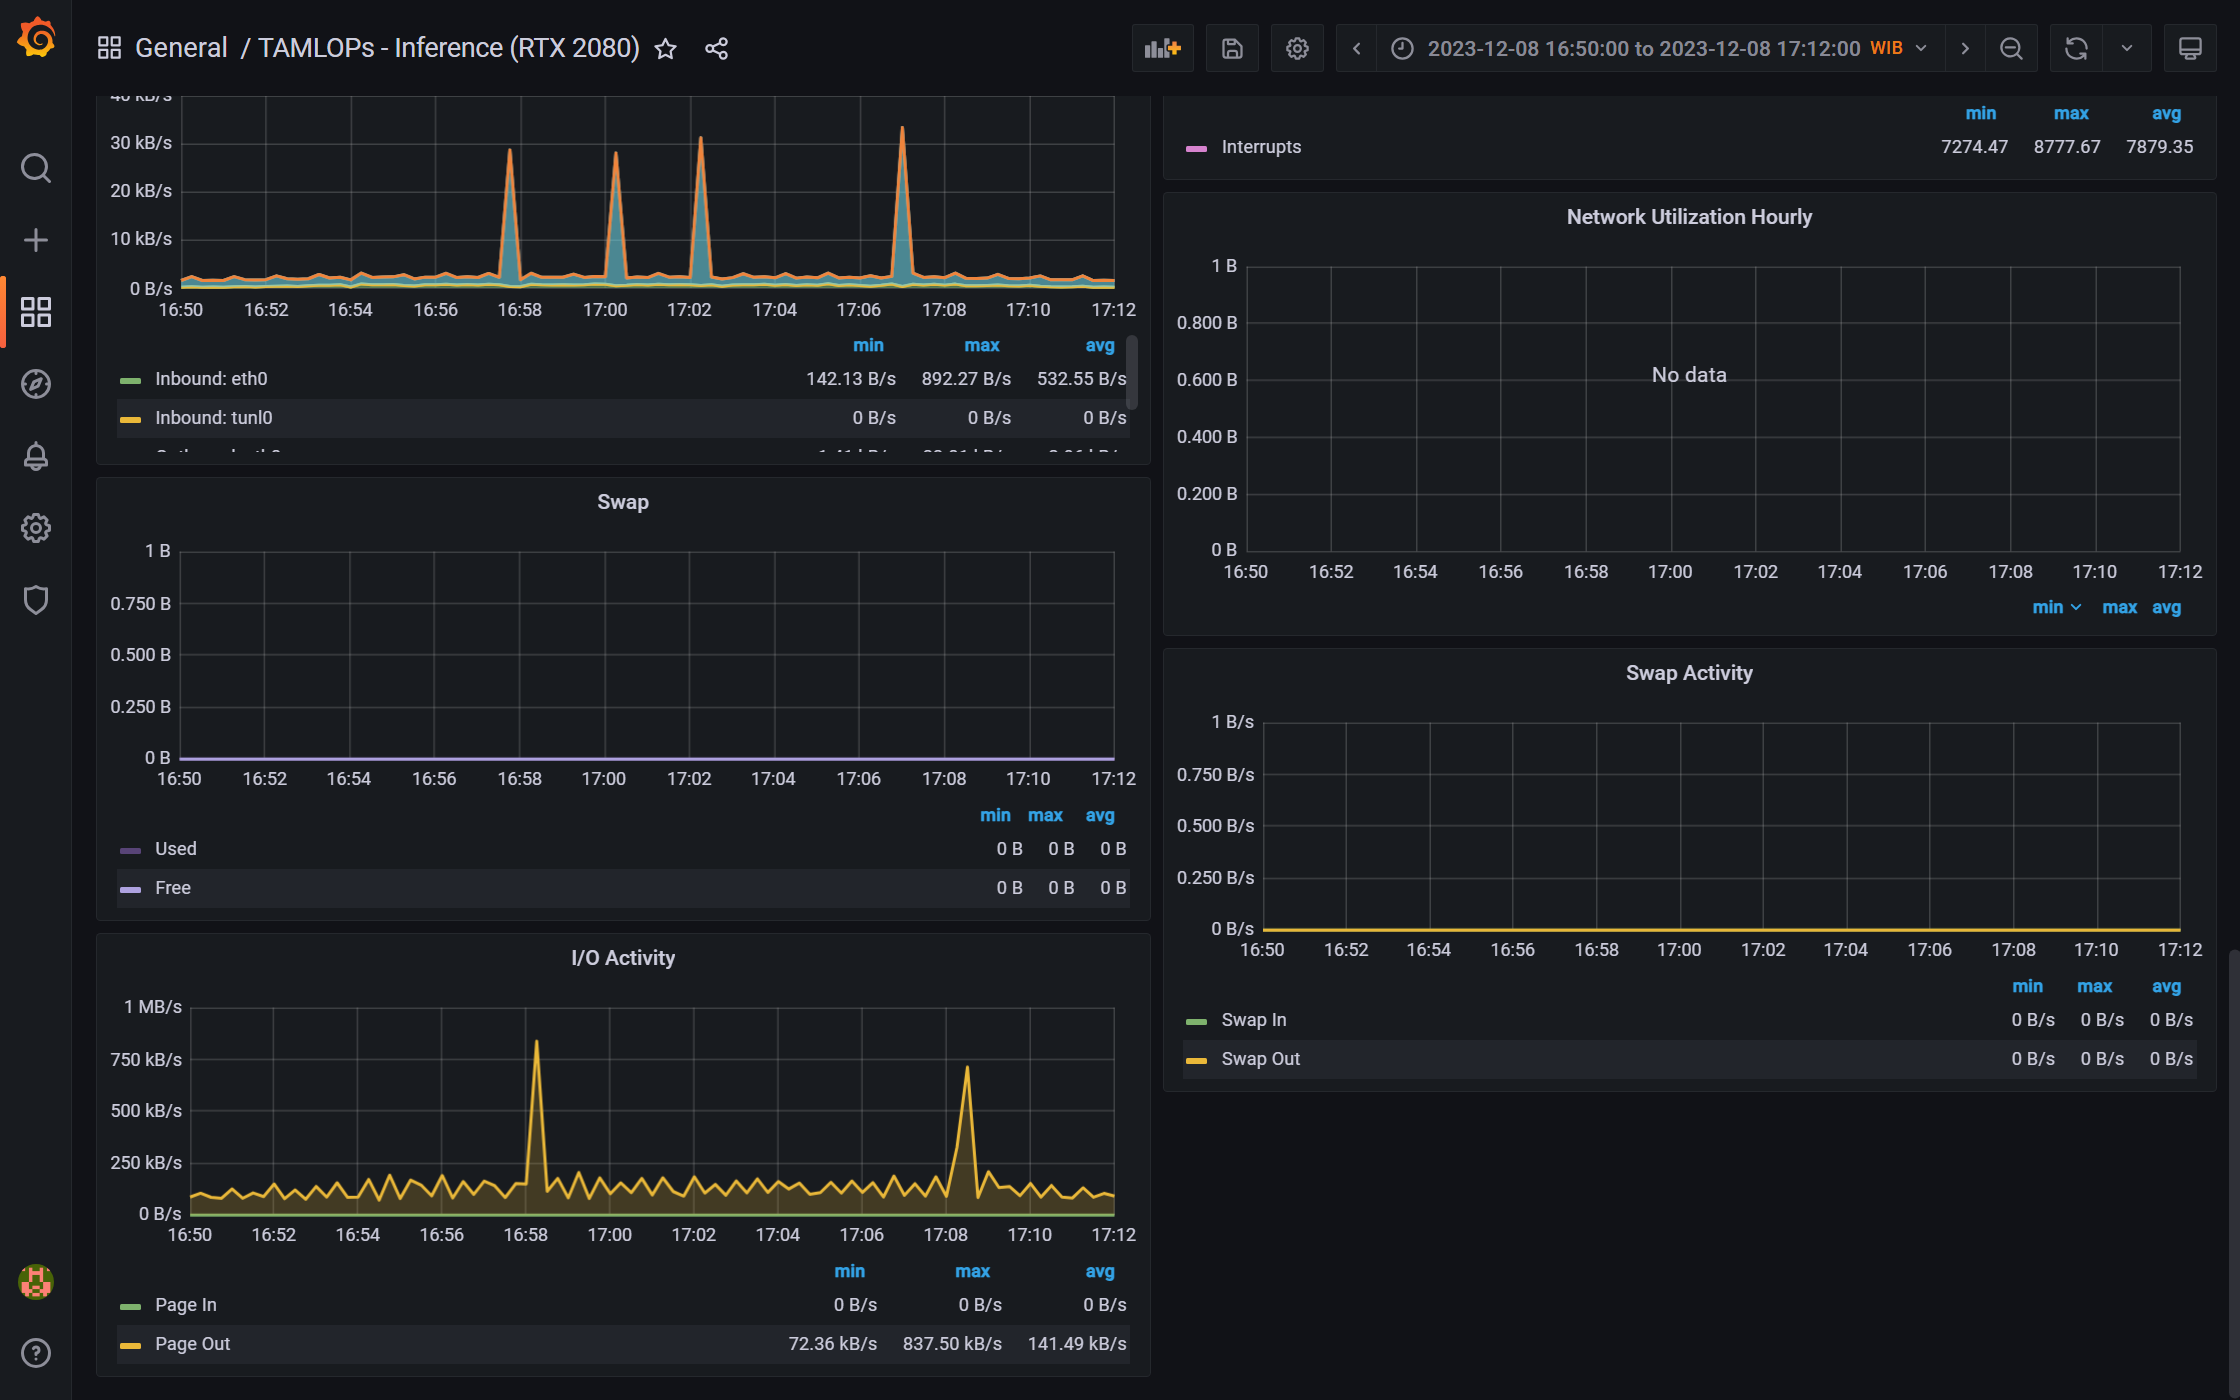 General / TAMLOPs - Inference (RTX 2080)
2023-12-08 16:50:00 to 2023-12-08 17:12:00 WIB
40 kB/s
30 kB/s
20 kB/s
10 kB/s
0 B/s
16:50 16:52 16:54 16:56 16:58 17:00 17:02 17:04 17:06 17:08 17:10 17:12
min max avg
Inbound: eth0 142.13 B/s 892.27 B/s 532.55 B/s
Inbound: tunl0 0 B/s 0 B/s 0 B/s
min max avg
Interrupts 7274.47 8777.67 7879.35
Network Utilization Hourly
1 B
0.800 B
0.600 B
0.400 B
0.200 B
0 B
No data
16:50 16:52 16:54 16:56 16:58 17:00 17:02 17:04 17:06 17:08 17:10 17:12
min max avg
Swap
1 B
0.750 B
0.500 B
0.250 B
0 B
16:50 16:52 16:54 16:56 16:58 17:00 17:02 17:04 17:06 17:08 17:10 17:12
min max avg
Used 0 B 0 B 0 B
Free 0 B 0 B 0 B
Swap Activity
1 B/s
0.750 B/s
0.500 B/s
0.250 B/s
0 B/s
16:50 16:52 16:54 16:56 16:58 17:00 17:02 17:04 17:06 17:08 17:10 17:12
min max avg
Swap In 0 B/s 0 B/s 0 B/s
Swap Out 0 B/s 0 B/s 0 B/s
I/O Activity
1 MB/s
750 kB/s
500 kB/s
250 kB/s
0 B/s
16:50 16:52 16:54 16:56 16:58 17:00 17:02 17:04 17:06 17:08 17:10 17:12
min max avg
Page In 0 B/s 0 B/s 0 B/s
Page Out 72.36 kB/s 837.50 kB/s 141.49 kB/s